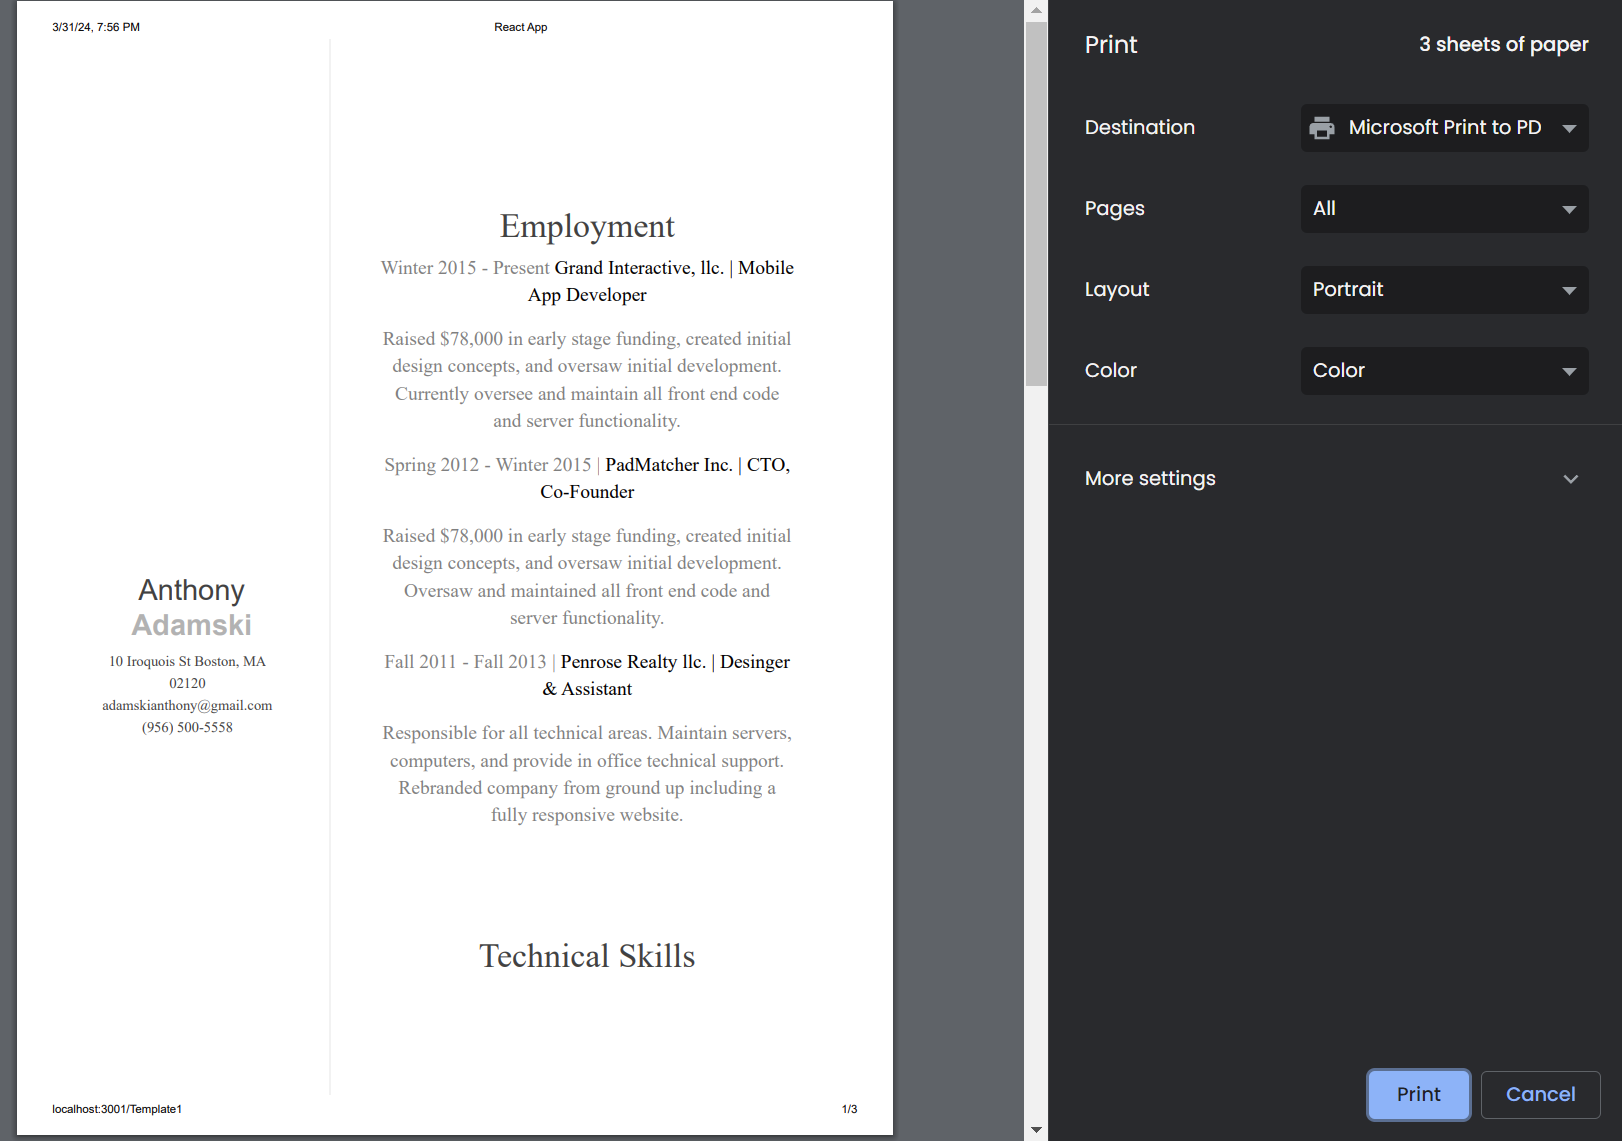 3/31/24, 7:56 PM
React App
Anthony
Adamski
10 Iroquois St Boston, MA
02120
adamskianthony@gmail.com
(956) 500-5558
Employment
Winter 2015 - Present Grand Interactive, llc. | Mobile
App Developer
Raised $78,000 in early stage funding, created initial
design concepts, and oversaw initial development.
Currently oversee and maintain all front end code
and server functionality.
Spring 2012 - Winter 2015 | PadMatcher Inc. | CTO,
Co-Founder
Raised $78,000 in early stage funding, created initial
design concepts, and oversaw initial development.
Oversaw and maintained all front end code and
server functionality.
Fall 2011 - Fall 2013 | Penrose Realty llc. | Desinger
& Assistant
Responsible for all technical areas. Maintain servers,
computers, and provide in office technical support.
Rebranded company from ground up including a
fully responsive website.
Technical Skills
localhost:3001/Template1
1/3
Print
3 sheets of paper
Destination
Microsoft Print to PD
Pages
All
Layout
Portrait
Color
Color
More settings
Print
Cancel